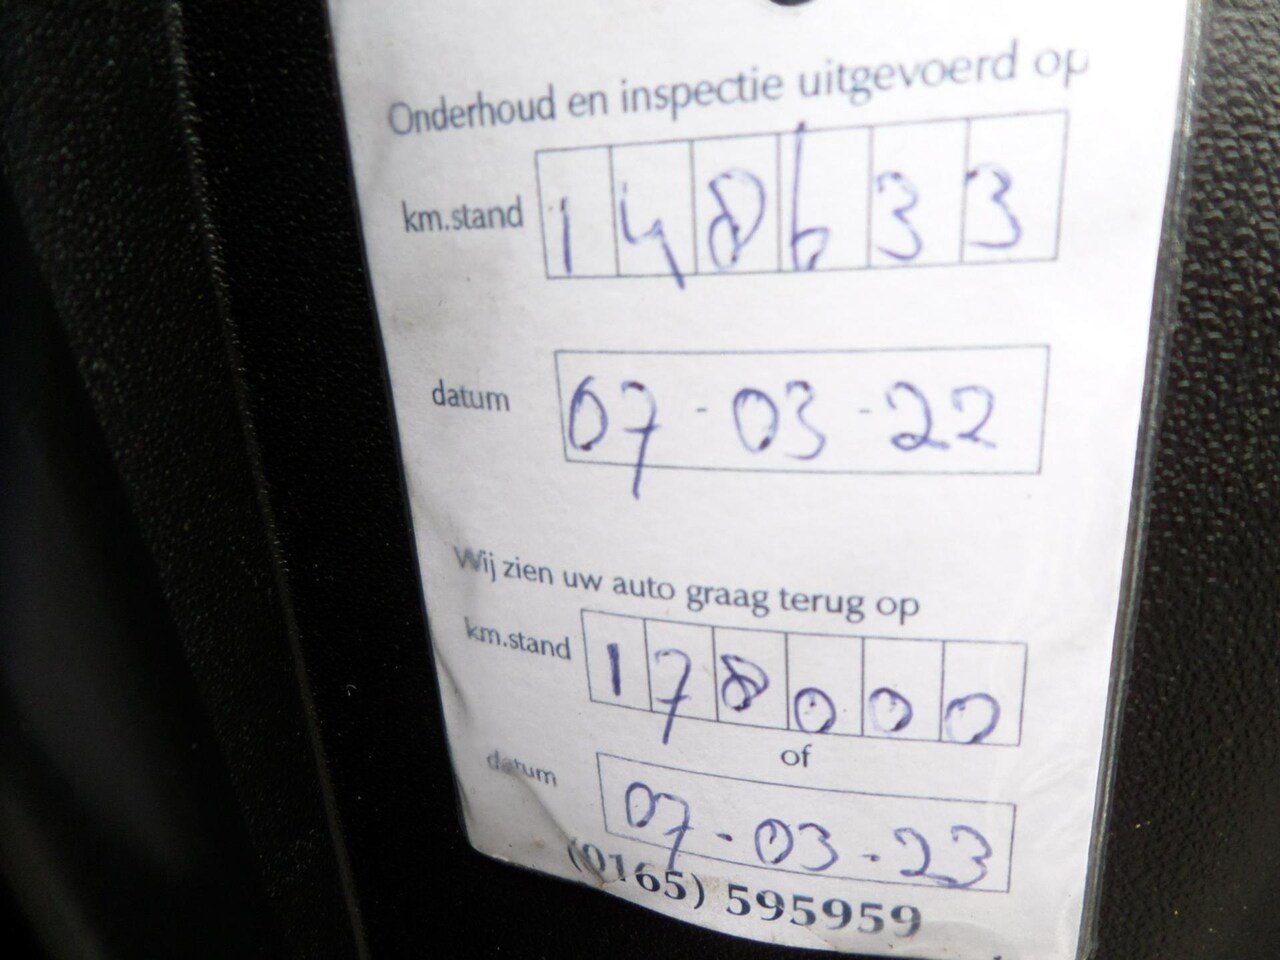 Onderhoud en inspectie uitgevoerd op
km.stand 148633
datum 07-03-22
Wij zien uw auto graag terug op
km.stand 178000
of
datum 07-03-23
(0165) 595959